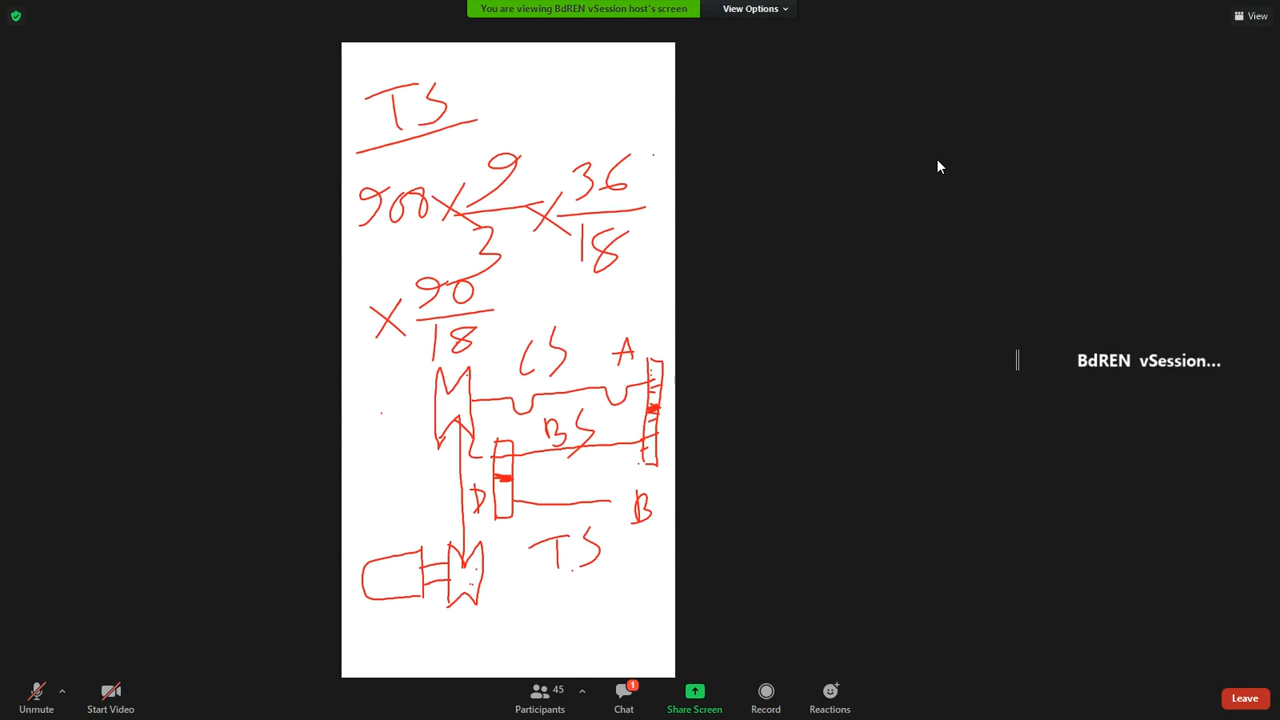 You are viewing BdREN vSession host's screen
View Options
View
TS
900 × 9/3 × 36/18
× 90/18
CS A
BS
D B
TS
BdREN vSession...
Unmute
Start Video
45
Participants
1
Chat
Share Screen
Record
Reactions
Leave